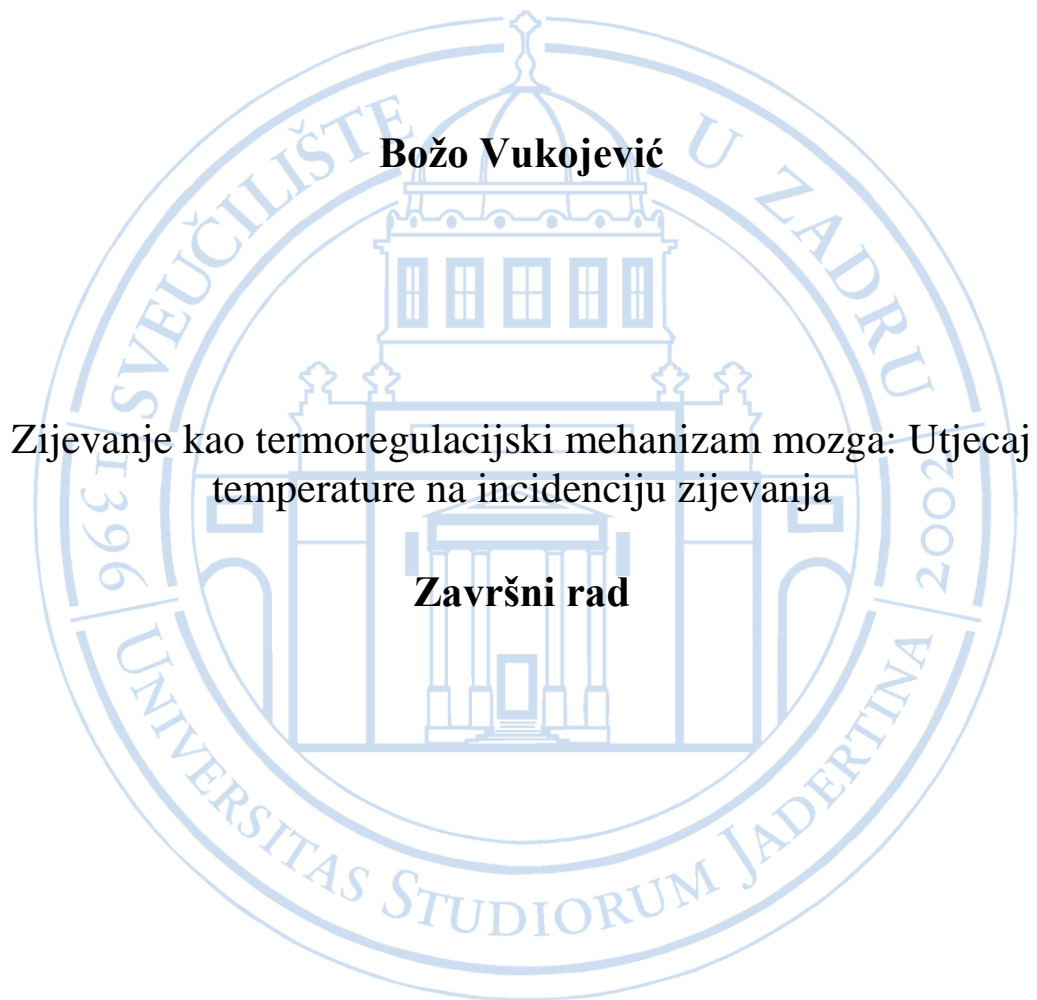 Božo Vukojević
Zijevanje kao termoregulacijski mehanizam mozga: Utjecaj
temperature na incidenciju zijevanja
Završni rad
SVEUČILIŠTE U ZADRU
1396
2002
UNIVERSITAS STUDIORUM JADERTINA